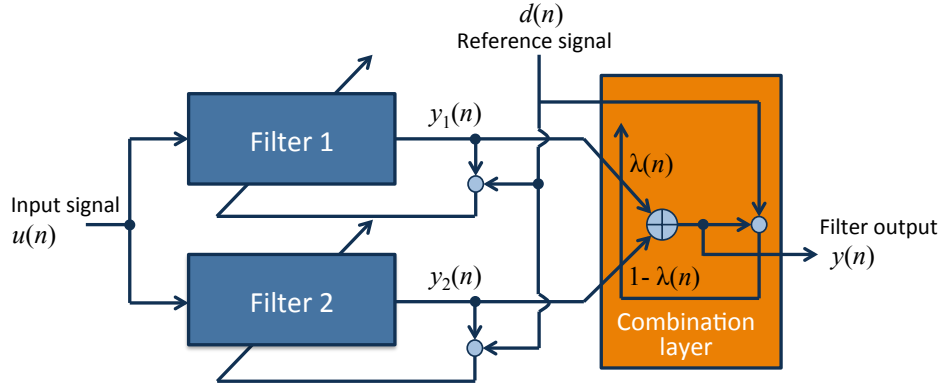 d(n)
Reference signal
Filter 1
y₁(n)
λ(n)
Input signal
u(n)
Filter output
y(n)
Filter 2
y₂(n)
1- λ(n)
Combination
layer